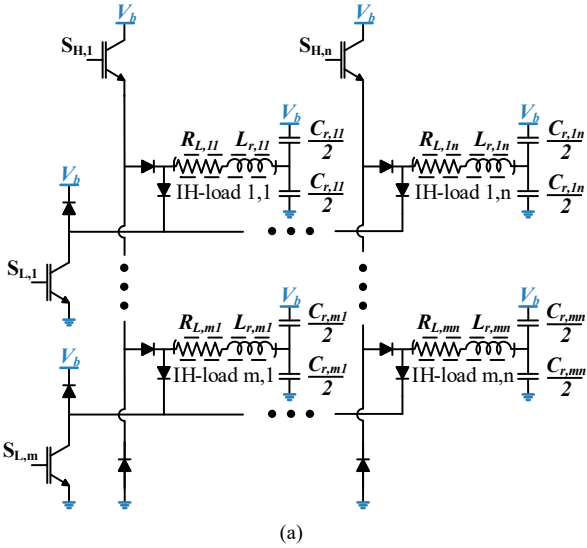 V_b V_b
S_H,1 S_H,n
R_L,11 L_r,11 V_b C_r,11/2 R_L,1n L_r,1n V_b C_r,1n/2
IH-load 1,1 C_r,11/2 IH-load 1,n C_r,1n/2
V_b
S_L,1
R_L,m1 L_r,m1 V_b C_r,m1/2 R_L,mn L_r,mn V_b C_r,mn/2
IH-load m,1 C_r,m1/2 IH-load m,n C_r,mn/2
V_b
S_L,m
(a)